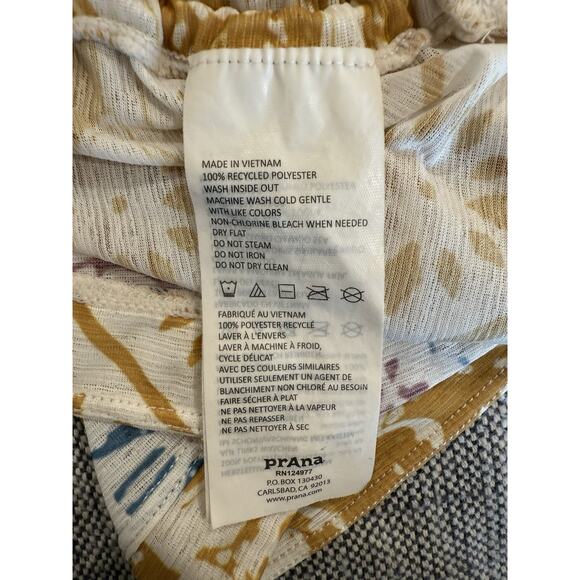 MADE IN VIETNAM
100% RECYCLED POLYESTER
WASH INSIDE OUT
MACHINE WASH COLD GENTLE
WITH LIKE COLORS
NON-CHLORINE BLEACH WHEN NEEDED
DRY FLAT
DO NOT STEAM
DO NOT IRON
DO NOT DRY CLEAN
FABRIQUÉ AU VIETNAM
100% POLYESTER RECYCLÉ
LAVER À L'ENVERS
LAVER À MACHINE À FROID,
CYCLE DÉLICAT
AVEC DES COULEURS SIMILAIRES
UTILISER SEULEMENT UN AGENT DE
BLANCHIMENT NON CHLORÉ AU BESOIN
FAIRE SÉCHER À PLAT
NE PAS NETTOYER À LA VAPEUR
NE PAS REPASSER
NE PAS NETTOYER À SEC
prAna
RN124977
P.O. BOX 130430
CARLSBAD, CA 92013
www.prana.com